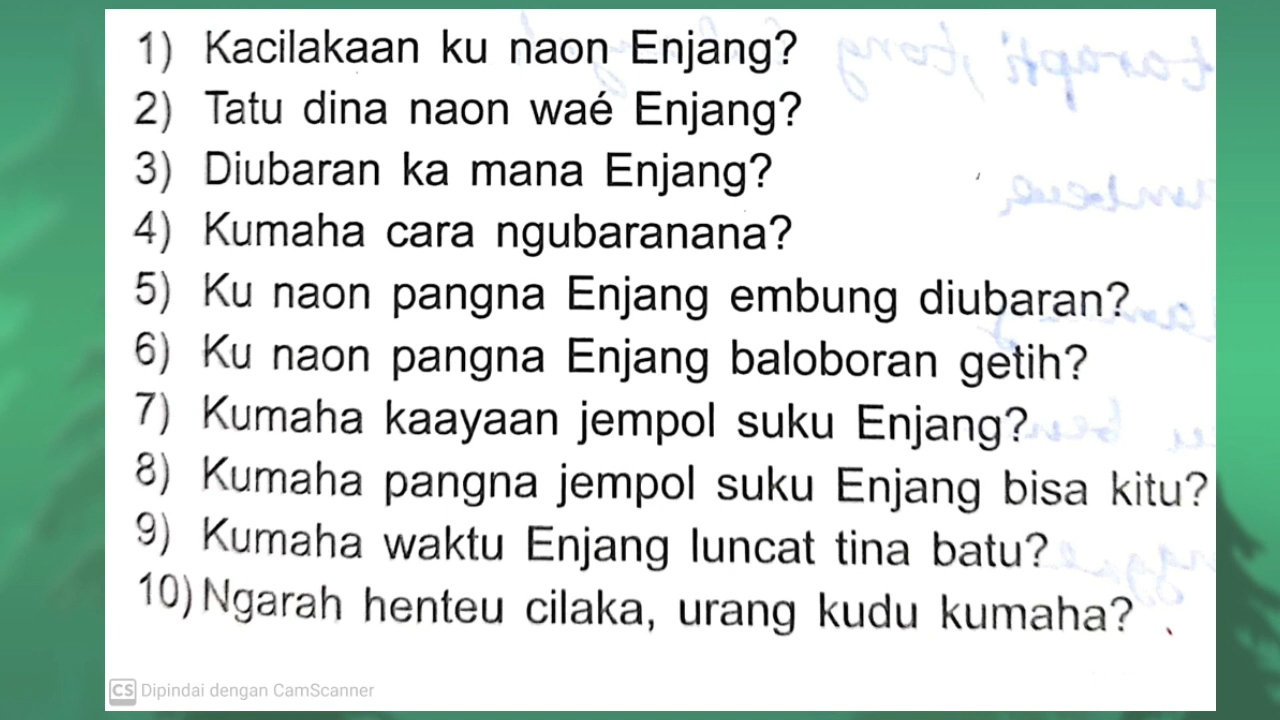 1) Kacilakaan ku naon Enjang?
2) Tatu dina naon waé Enjang?
3) Diubaran ka mana Enjang?
4) Kumaha cara ngubaranana?
5) Ku naon pangna Enjang embung diubaran?
6) Ku naon pangna Enjang baloboran getih?
7) Kumaha kaayaan jempol suku Enjang?
8) Kumaha pangna jempol suku Enjang bisa kitu?
9) Kumaha waktu Enjang luncat tina batu?
10) Ngarah henteu cilaka, urang kudu kumaha?
CS Dipindai dengan CamScanner